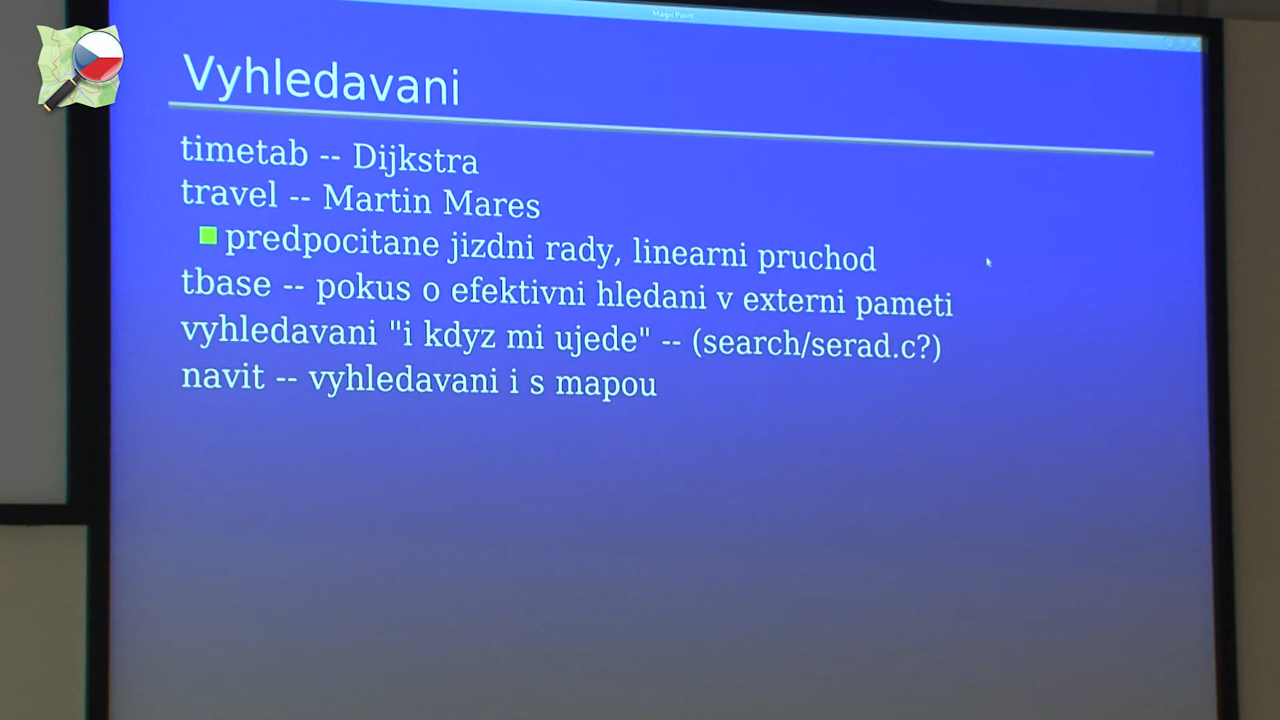 MagicPoint
Vyhledavani
timetab -- Dijkstra
travel -- Martin Mares
predpocitane jizdni rady, linearni pruchod
tbase -- pokus o efektivni hledani v externi pameti
vyhledavani "i kdyz mi ujede" -- (search/serad.c?)
navit -- vyhledavani i s mapou